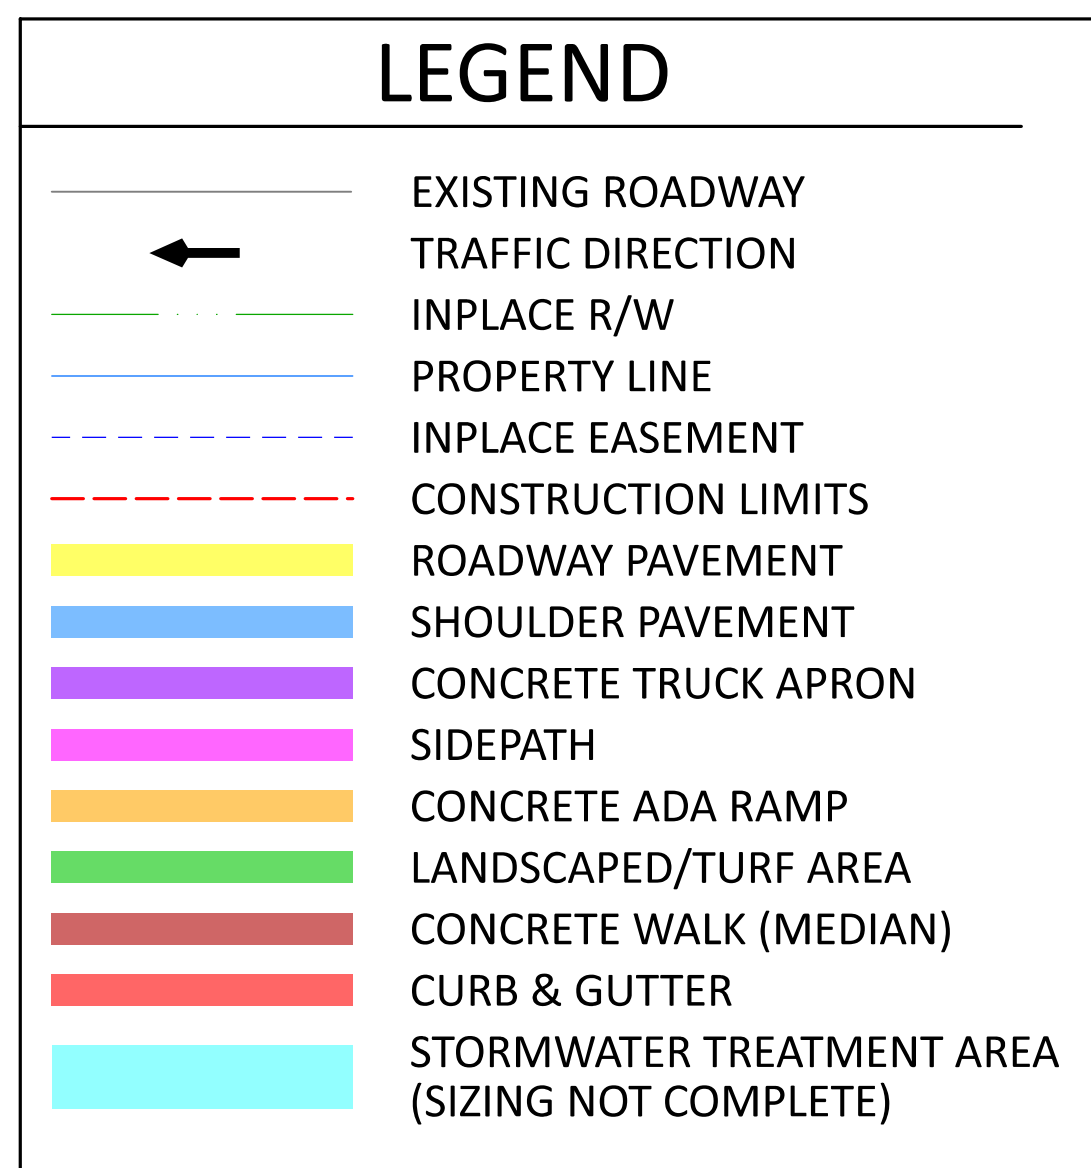 LEGEND
EXISTING ROADWAY
TRAFFIC DIRECTION
INPLACE R/W
PROPERTY LINE
INPLACE EASEMENT
CONSTRUCTION LIMITS
ROADWAY PAVEMENT
SHOULDER PAVEMENT
CONCRETE TRUCK APRON
SIDEPATH
CONCRETE ADA RAMP
LANDSCAPED/TURF AREA
CONCRETE WALK (MEDIAN)
CURB & GUTTER
STORMWATER TREATMENT AREA
(SIZING NOT COMPLETE)